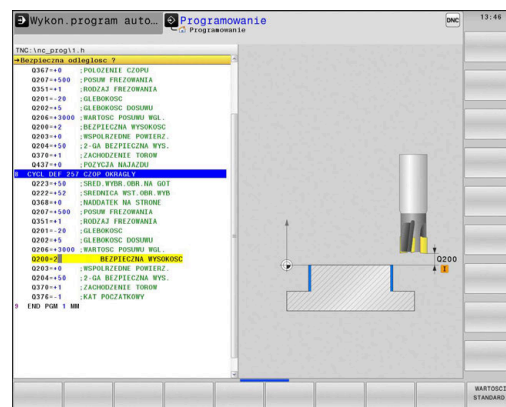 Wykon.program auto…
Programowanie
Programowanie
DNC
13:46
TNC:\nc_prog\1.h
→Bezpieczna odleglosc ?
Q367=+0 ;POLOZENIE CZOPU
Q207=+500 ;POSUW FREZOWANIA
Q351=+1 ;RODZAJ FREZOWANIA
Q201=-20 ;GLEBOKOSC
Q202=+5 ;GLEBOKOSC DOSUWU
Q206=+3000 ;WARTOSC POSUWU WGL.
Q200=+2 ;BEZPIECZNA WYSOKOSC
Q203=+0 ;WSPOLRZEDNE POWIERZ.
Q204=+50 ;2-GA BEZPIECZNA WYS.
Q370=+1 ;ZACHODZENIE TOROW
Q437=+0 ;POZYCJA NAJAZDU
8 CYCL DEF 257 CZOP OKRAGLY
Q223=+50 ;SRED.WYBR.OBR.NA GOT
Q222=+52 ;SREDNICA WST.OBR.WYB
Q368=+0 ;NADDATEK NA STRONE
Q207=+500 ;POSUW FREZOWANIA
Q351=+1 ;RODZAJ FREZOWANIA
Q201=-20 ;GLEBOKOSC
Q202=+5 ;GLEBOKOSC DOSUWU
Q206=+3000 ;WARTOSC POSUWU WGL.
Q200=2 BEZPIECZNA WYSOKOSC
Q203=+0 ;WSPOLRZEDNE POWIERZ.
Q204=+50 ;2-GA BEZPIECZNA WYS.
Q370=+1 ;ZACHODZENIE TOROW
Q376=-1 ;KAT POCZATKOWY
9 END PGM 1 MM
Q200
I
WARTOSCI
STANDARD